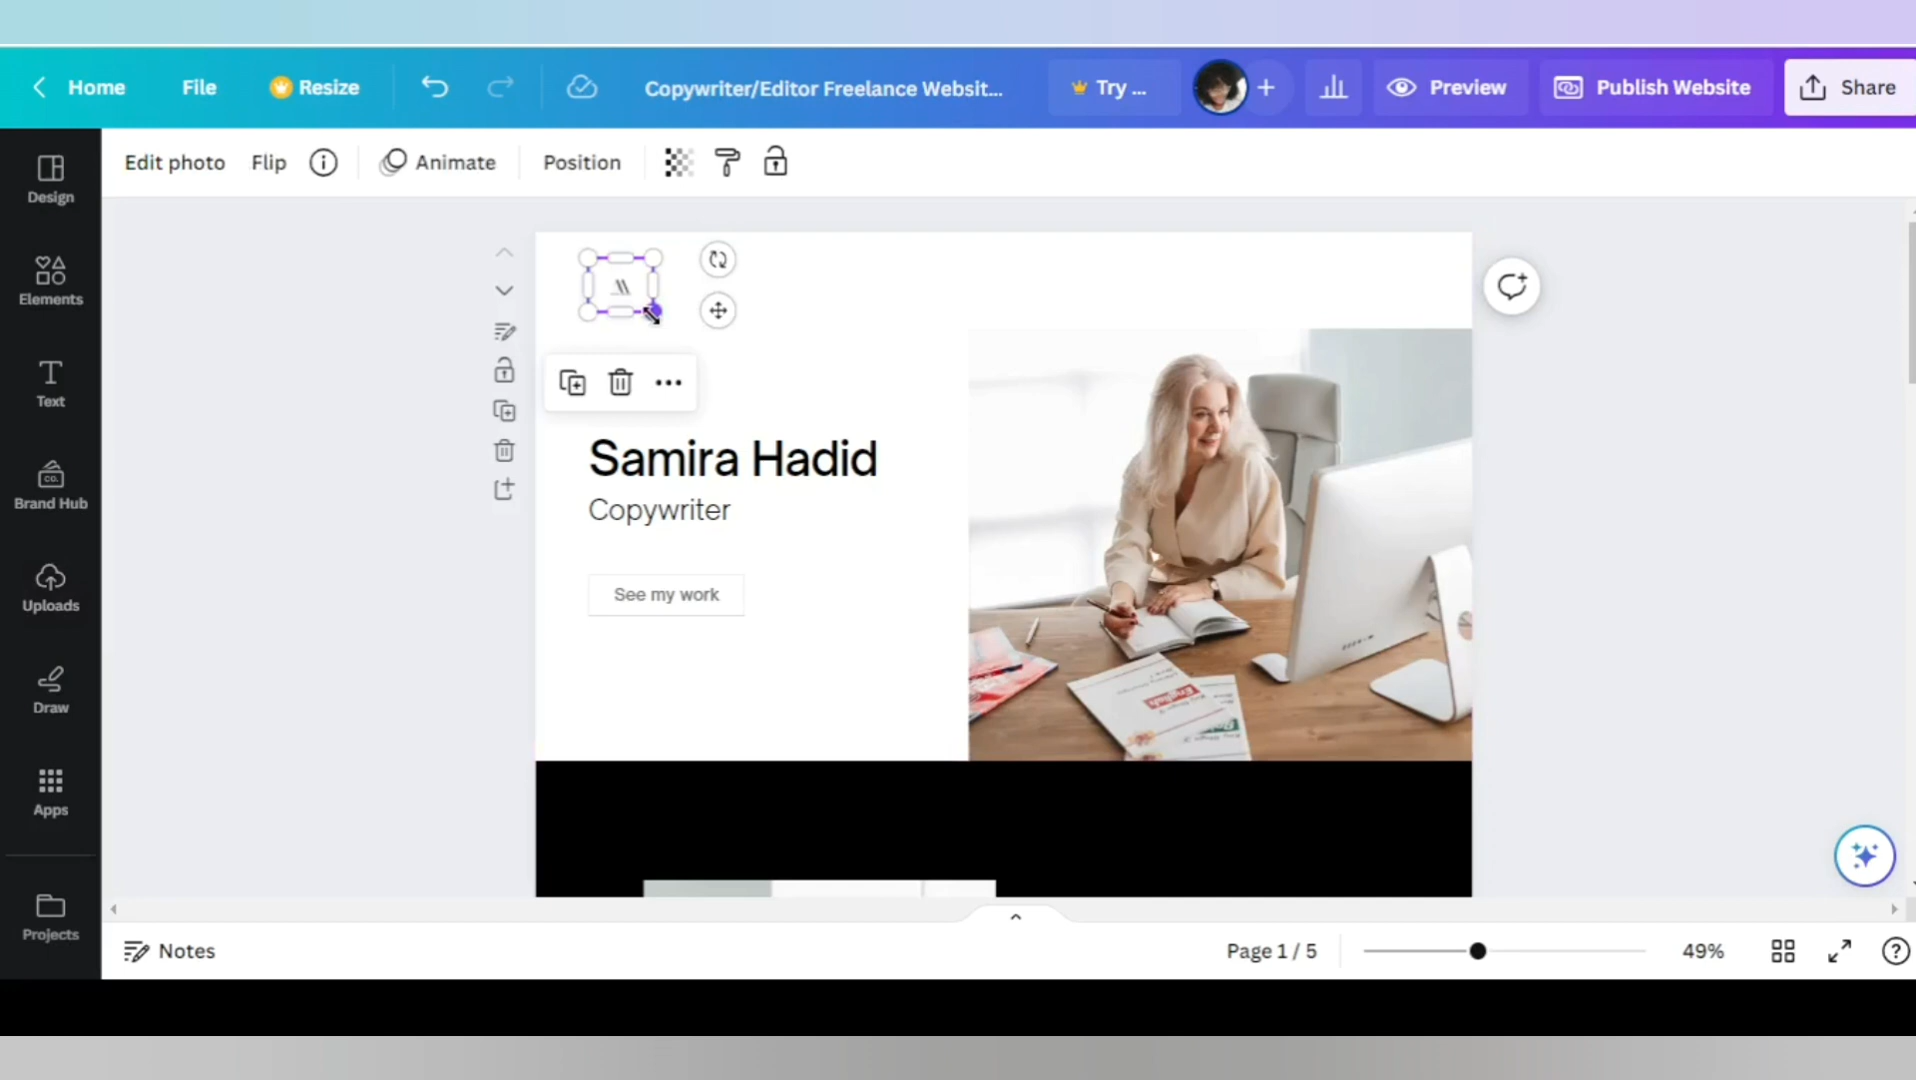 Home File Resize Copywriter/Editor Freelance Websit... Try ... Preview Publish Website Share
Edit photo Flip Animate Position
Design
Elements
Text
Brand Hub
Uploads
Draw
Apps
Projects
Samira Hadid
Copywriter
See my work
English
Notes
Page 1 / 5
49%